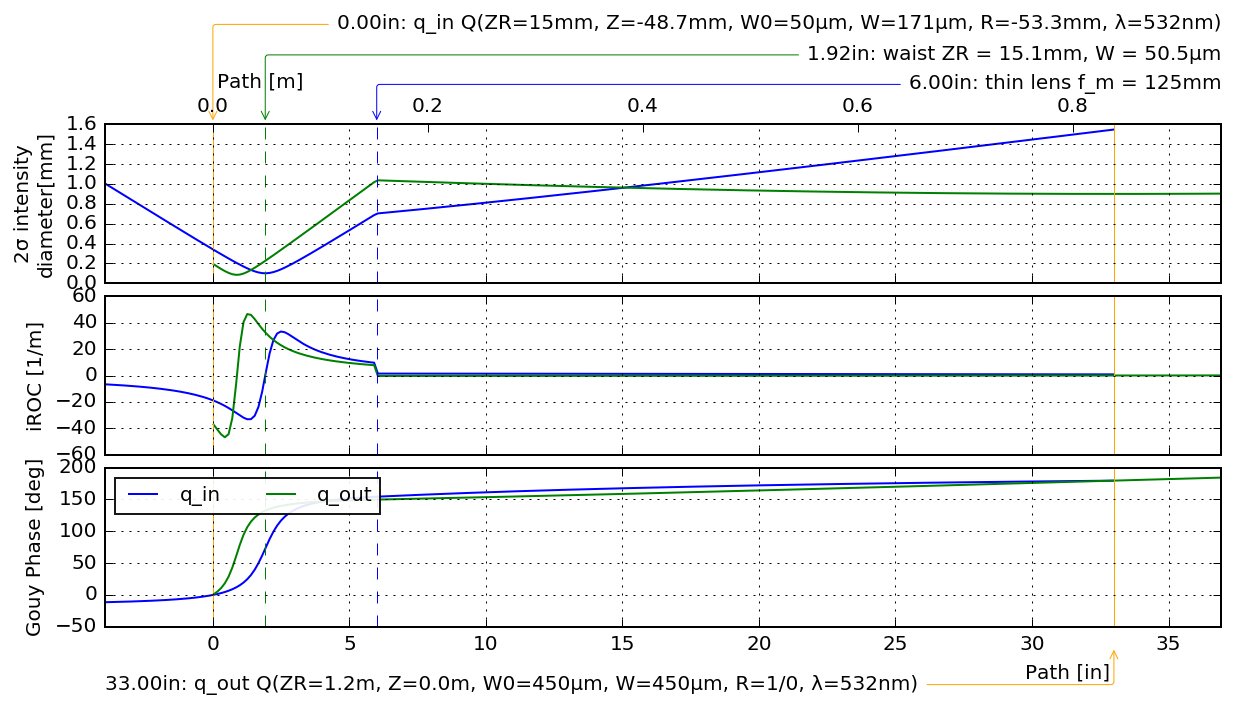 0.00in: q_in Q(ZR=15mm, Z=-48.7mm, W0=50µm, W=171µm, R=-53.3mm, λ=532nm)
1.92in: waist ZR = 15.1mm, W = 50.5µm
Path [m]
6.00in: thin lens f_m = 125mm
0.0 0.2 0.4 0.6 0.8
2σ intensity
diameter[mm]
1.6
1.4
1.2
1.0
0.8
0.6
0.4
0.2
0.0
iROC [1/m]
60
40
20
0
−20
−40
−60
Gouy Phase [deg]
200
150
100
50
0
−50
q_in q_out
0 5 10 15 20 25 30 35
Path [in]
33.00in: q_out Q(ZR=1.2m, Z=0.0m, W0=450µm, W=450µm, R=1/0, λ=532nm)